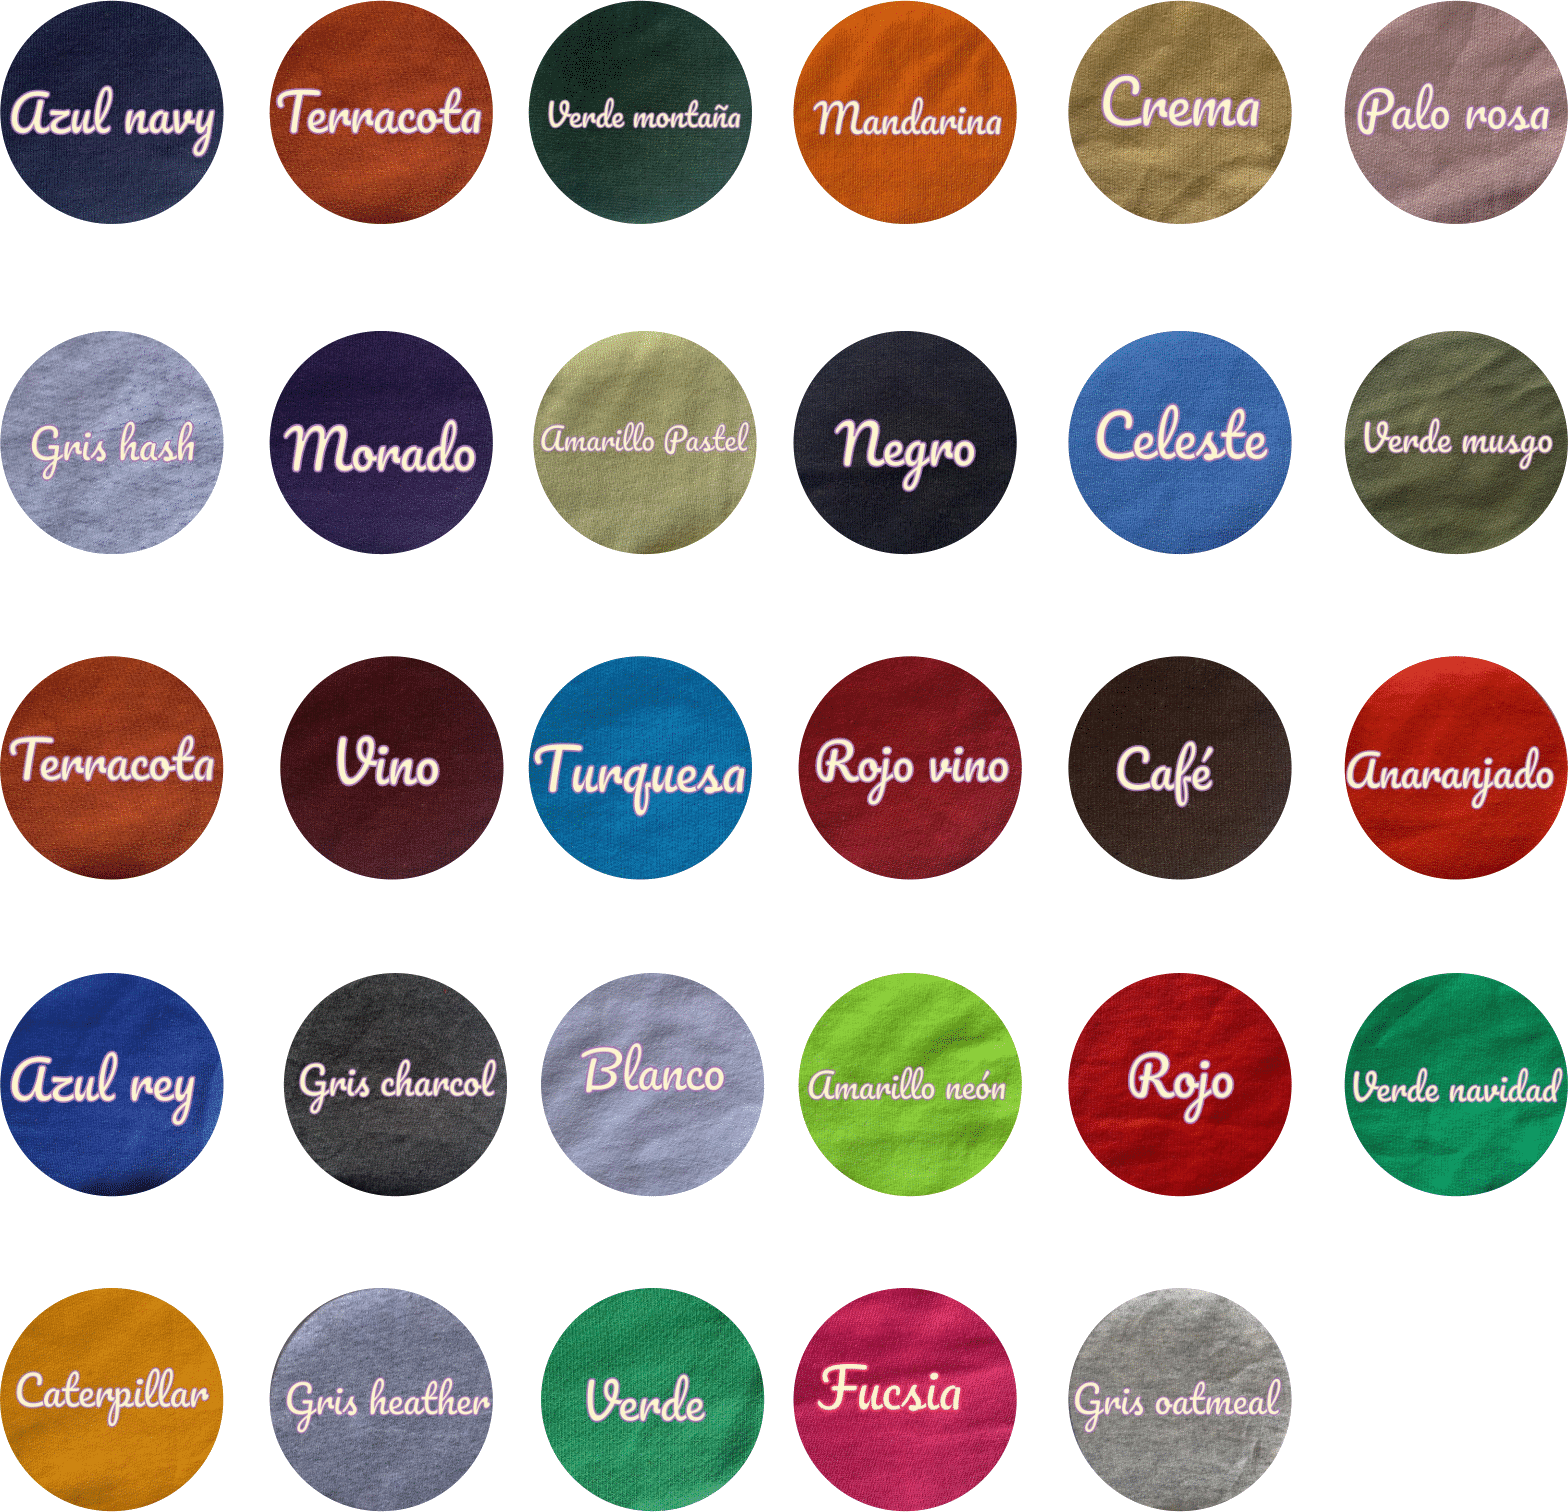 Azul navy
Terracota
Verde montaña
Mandarina
Crema
Palo rosa
Gris hash
Morado
Amarillo Pastel
Negro
Celeste
Verde musgo
Terracota
Vino
Turquesa
Rojo vino
Café
Anaranjado
Azul rey
Gris charcol
Blanco
Amarillo neón
Rojo
Verde navidad
Caterpillar
Gris heather
Verde
Fucsia
Gris oatmeal